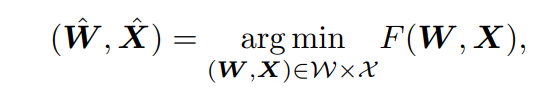 (Ŵ, X̂) = arg min F(W, X),
(W,X)∈𝒲×𝒳